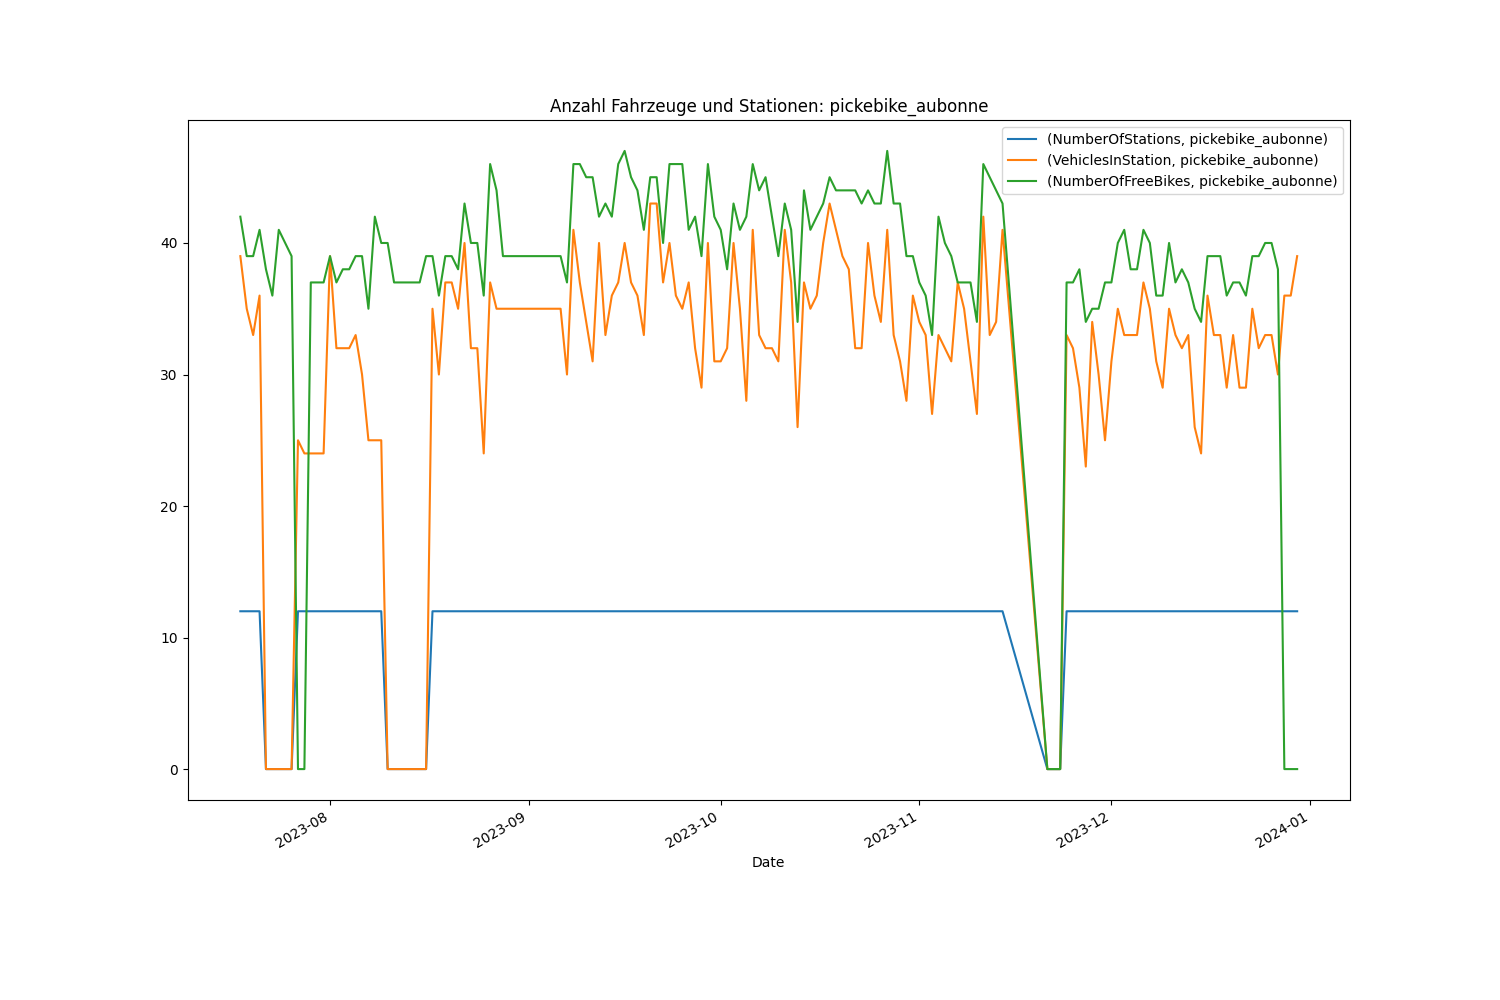 Anzahl Fahrzeuge und Stationen: pickebike_aubonne
(NumberOfStations, pickebike_aubonne)
(VehiclesInStation, pickebike_aubonne)
(NumberOfFreeBikes, pickebike_aubonne)
40
30
20
10
0
2023-08
2023-09
2023-10
2023-11
2023-12
2024-01
Date